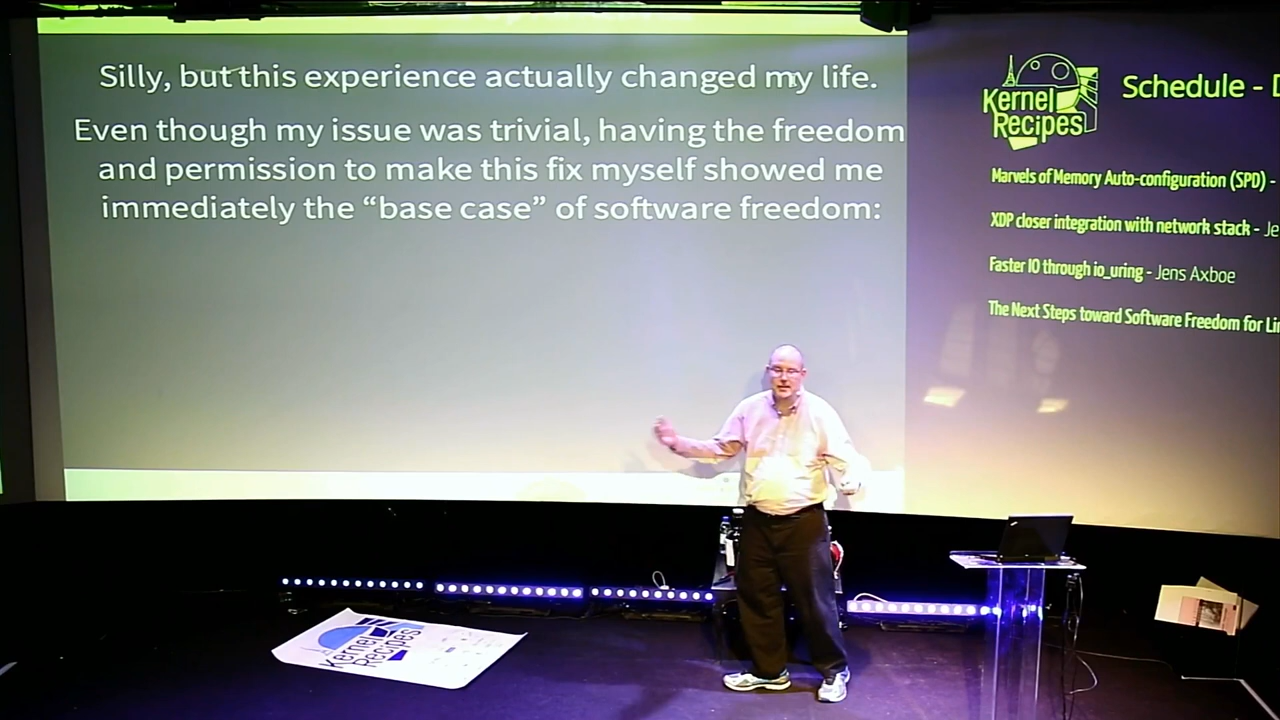 Silly, but this experience actually changed my life.
Even though my issue was trivial, having the freedom
and permission to make this fix myself showed me
immediately the “base case” of software freedom:
Kernel
Recipes
Schedule - D
Marvels of Memory Auto-configuration (SPD) -
XDP closer integration with network stack - Je
Faster IO through io_uring - Jens Axboe
The Next Steps toward Software Freedom for Li
Kernel
Recipes